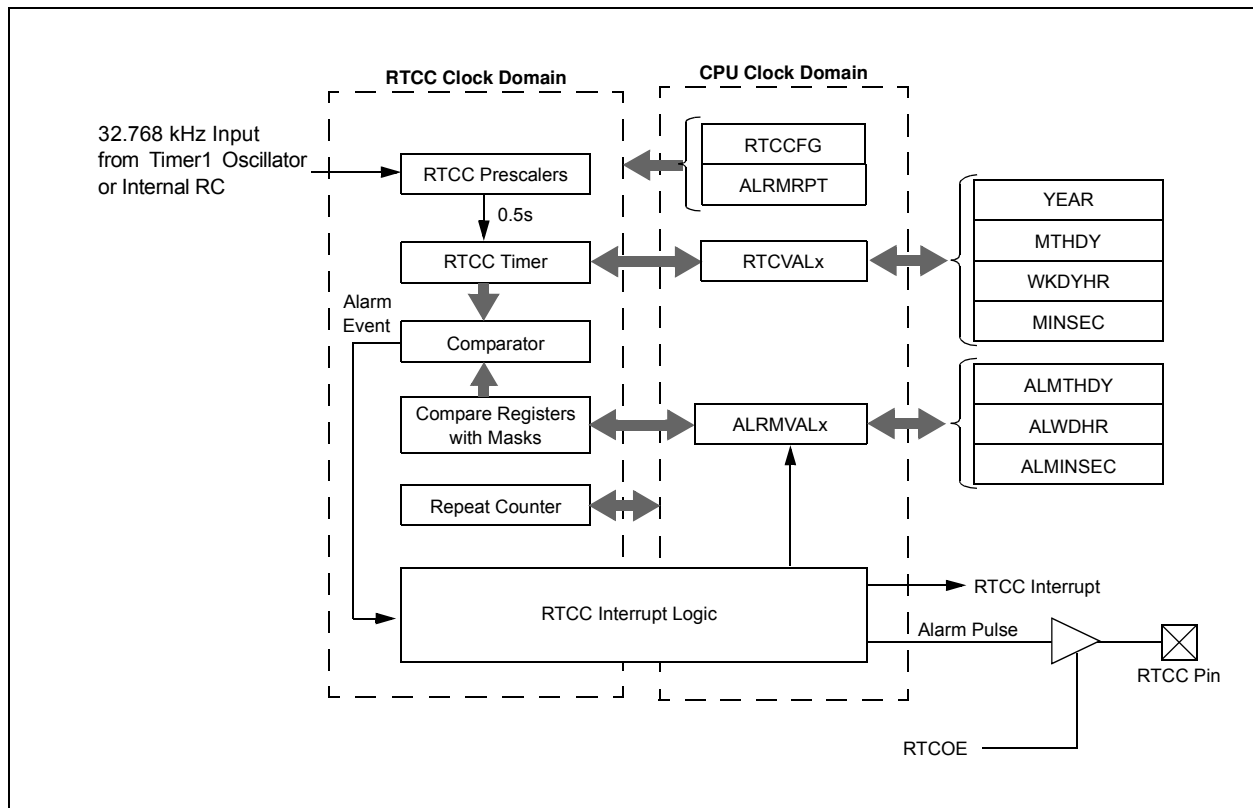 RTCC Clock Domain
CPU Clock Domain
32.768 kHz Input
from Timer1 Oscillator
or Internal RC
RTCC Prescalers
0.5s
RTCC Timer
Alarm
Event
Comparator
Compare Registers
with Masks
Repeat Counter
RTCC Interrupt Logic
RTCCFG
ALRMRPT
RTCVALx
ALRMVALx
YEAR
MTHDY
WKDYHR
MINSEC
ALMTHDY
ALWDHR
ALMINSEC
RTCC Interrupt
Alarm Pulse
RTCC Pin
RTCOE